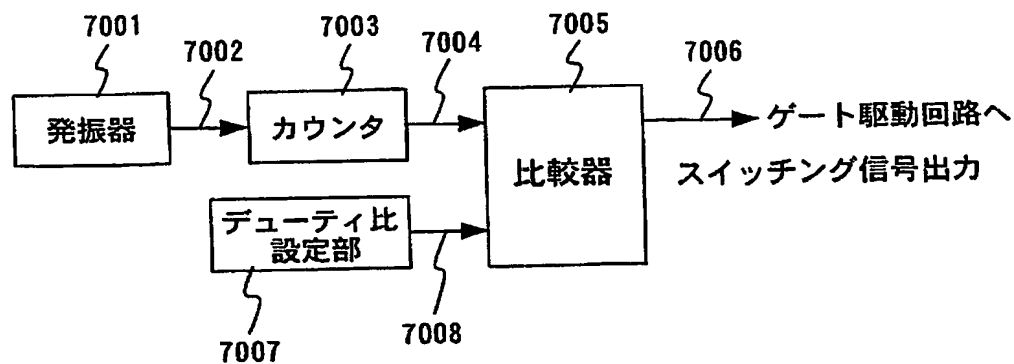 7001
7002
7003
7004
7005
7006
発振器
カウンタ
比較器
ゲート駆動回路へ
スイッチング信号出力
デューティ比
設定部
7007
7008